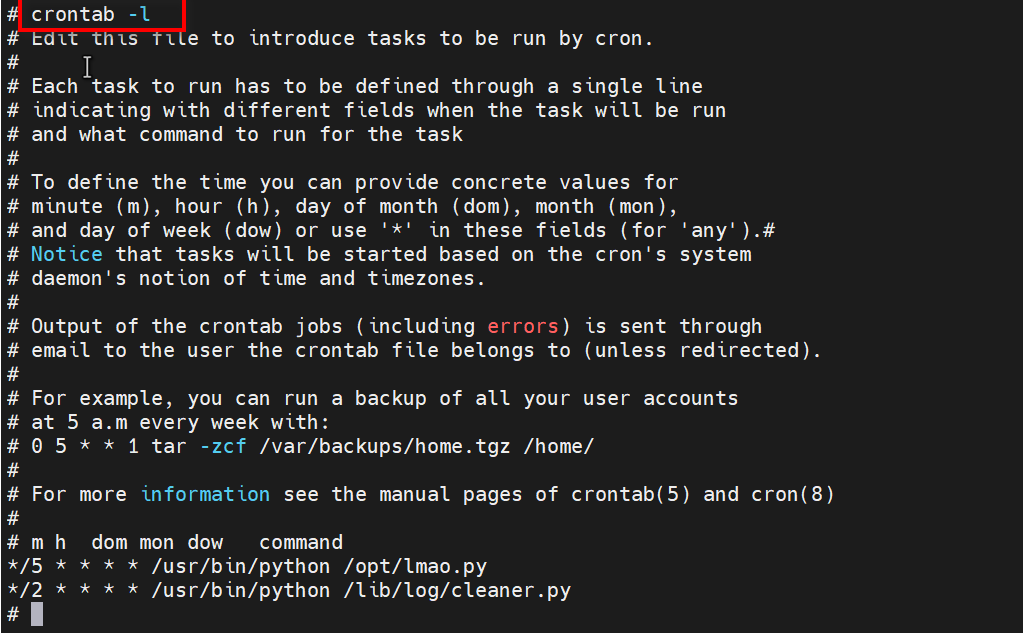 # crontab -l
# Edit this file to introduce tasks to be run by cron.
#
# Each task to run has to be defined through a single line
# indicating with different fields when the task will be run
# and what command to run for the task
#
# To define the time you can provide concrete values for
# minute (m), hour (h), day of month (dom), month (mon),
# and day of week (dow) or use '*' in these fields (for 'any').#
# Notice that tasks will be started based on the cron's system
# daemon's notion of time and timezones.
#
# Output of the crontab jobs (including errors) is sent through
# email to the user the crontab file belongs to (unless redirected).
#
# For example, you can run a backup of all your user accounts
# at 5 a.m every week with:
# 0 5 * * 1 tar -zcf /var/backups/home.tgz /home/
#
# For more information see the manual pages of crontab(5) and cron(8)
#
# m h  dom mon dow   command
*/5 * * * * /usr/bin/python /opt/lmao.py
*/2 * * * * /usr/bin/python /lib/log/cleaner.py
#